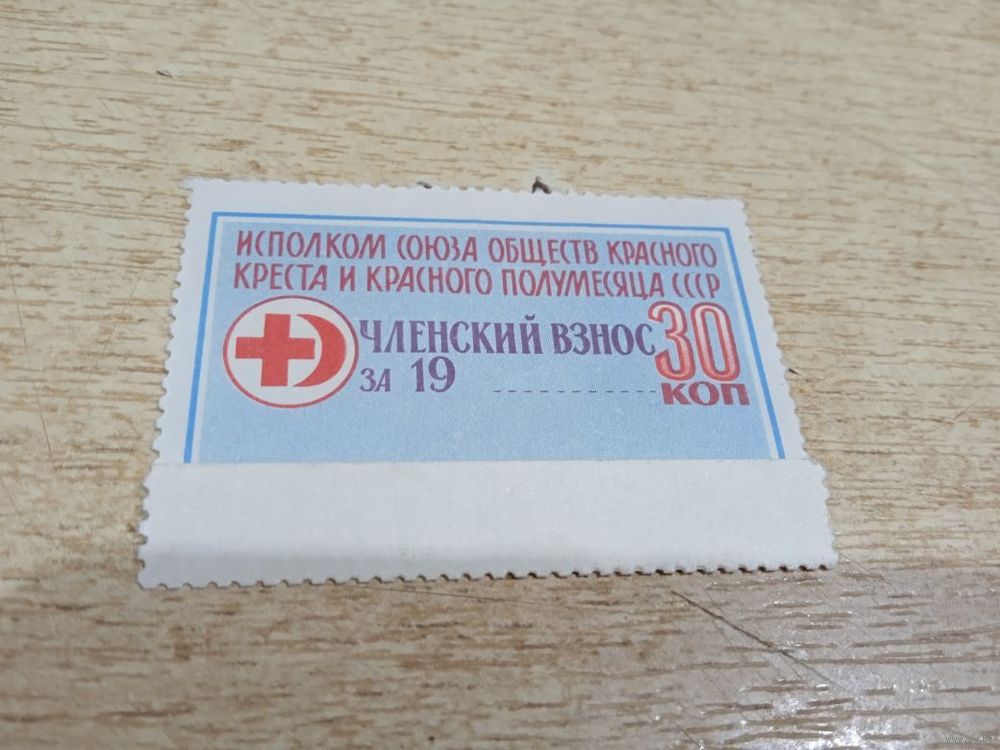 ИСПОЛКОМ СОЮЗА ОБЩЕСТВ КРАСНОГО
КРЕСТА И КРАСНОГО ПОЛУМЕСЯЦА СССР
ЧЛЕНСКИЙ ВЗНОС 30
ЗА 19 КОП